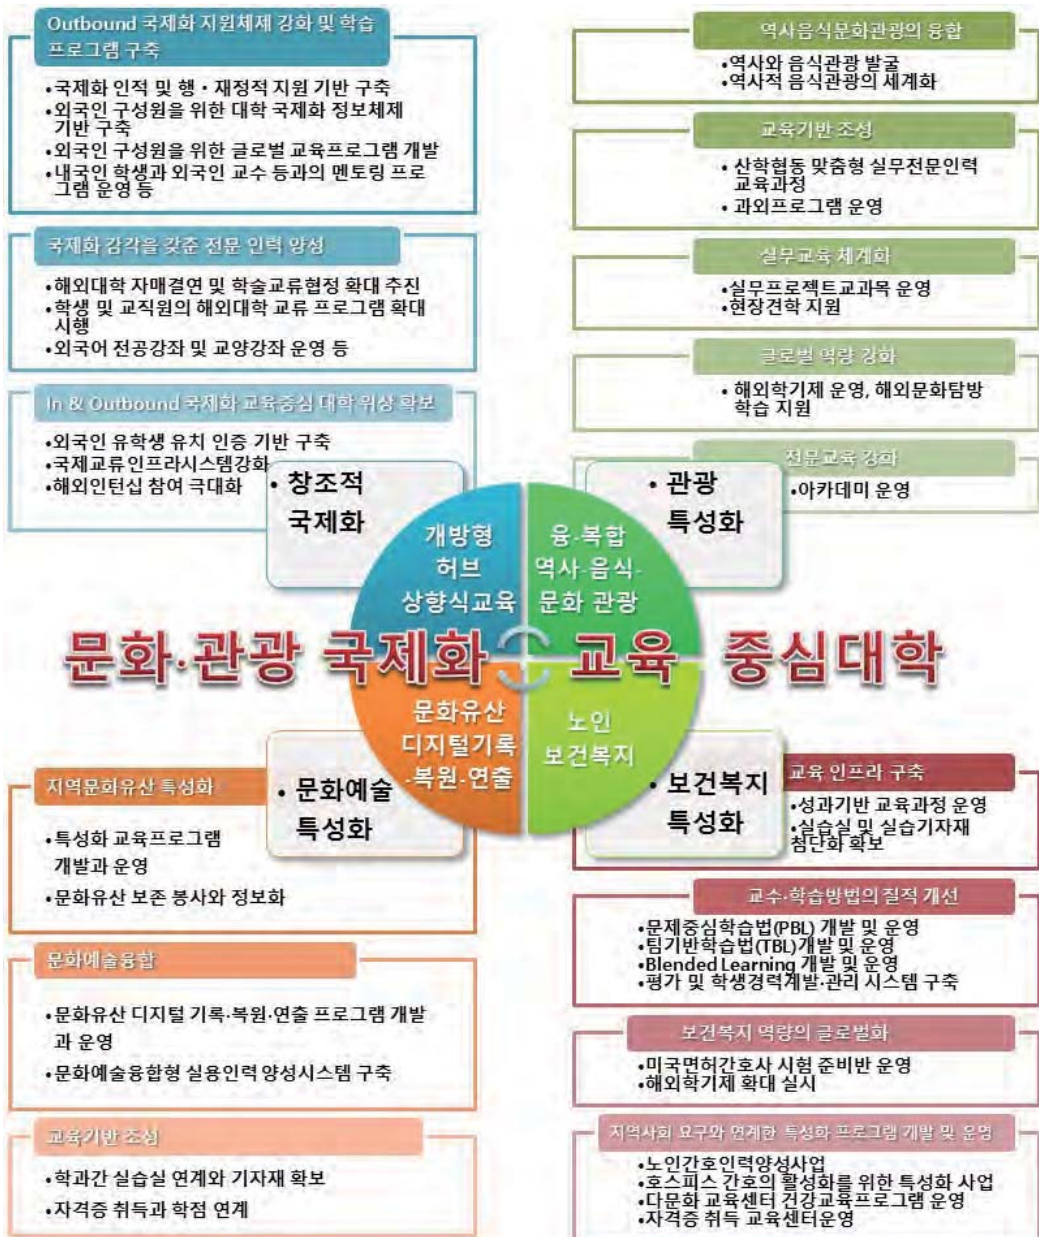 Outbound 국제화 지원체제 강화 및 학습
프로그램 구축
•국제화 인적 및 행·재정적 지원 기반 구축
•외국인 구성원을 위한 대학 국제화 정보체제
기반 구축
•외국인 구성원을 위한 글로벌 교육프로그램 개발
•내국인 학생과 외국인 교수 등과의 멘토링 프로
그램 운영 등
국제화 감각을 갖춘 전문 인력 양성
•해외대학 자매결연 및 학술교류협정 확대 추진
•학생 및 교직원의 해외대학 교류 프로그램 확대
시행
•외국어 전공강좌 및 교양강좌 운영 등
In & Outbound 국제화 교육중심 대학 위상 확보
•외국인 유학생 유치 인증 기반 구축
•국제교류인프라시스템강화
•해외인턴십 참여 극대화
• 창조적
국제화
역사음식문화관광의 융합
•역사와 음식관광 발굴
•역사적 음식관광의 세계화
교육기반 조성
• 산학협동 맞춤형 실무전문인력
교육과정
• 과외프로그램 운영
실무교육 체계화
•실무프로젝트교과목 운영
•현장견학 지원
글로벌 역량 강화
• 해외학기제 운영, 해외문화탐방
학습 지원
전문교육 강화
•아카데미 운영
• 관광
특성화
개방형
허브
상향식교육
융·복합
역사·음식·
문화 관광
문화·관광 국제화 교육 중심대학
문화유산
디지털기록
·복원·연출
노인
보건복지
• 문화예술
특성화
지역문화유산 특성화
•특성화 교육프로그램
개발과 운영
•문화유산 보존 봉사와 정보화
문화예술융합
•문화유산 디지털 기록·복원·연출 프로그램 개발
과 운영
•문화예술융합형 실용인력 양성시스템 구축
교육기반 조성
•학과간 실습실 연계와 기자재 확보
•자격증 취득과 학점 연계
• 보건복지
특성화
교육 인프라 구축
•성과기반 교육과정 운영
•실습실 및 실습기자재
첨단화 확보
교수·학습방법의 질적 개선
•문제중심학습법(PBL) 개발 및 운영
•팀기반학습법(TBL)개발 및 운영
•Blended Learning 개발 및 운영
•평가 및 학생경력계발·관리 시스템 구축
보건복지 역량의 글로벌화
•미국면허간호사 시험 준비반 운영
•해외학기제 확대 실시
지역사회 요구와 연계한 특성화 프로그램 개발 및 운영
•노인간호인력양성사업
•호스피스 간호의 활성화를 위한 특성화 사업
•다문화 교육센터 건강교육프로그램 운영
•자격증 취득 교육센터운영